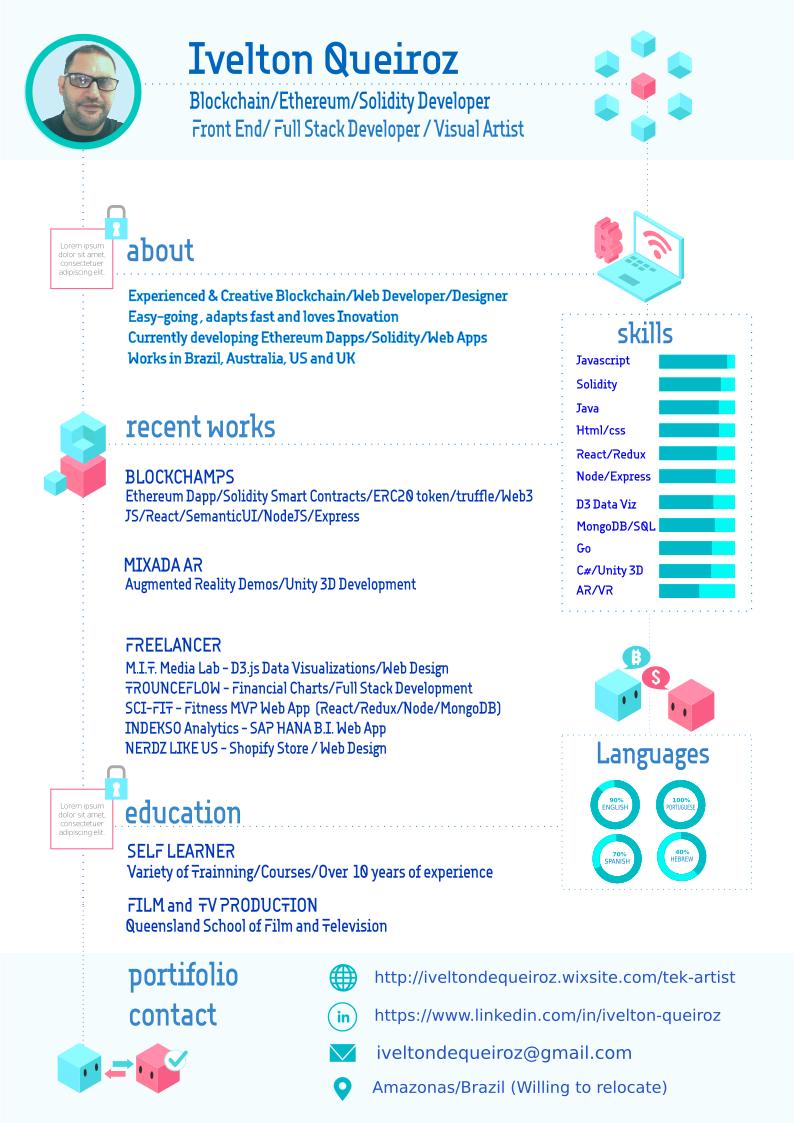 Ivelton Queiroz
Blockchain/Ethereum/Solidity Developer
Front End/ Full Stack Developer / Visual Artist
Lorem ipsum
dolor sit amet,
consectetuer
adipiscing elit.
about
Experienced & Creative Blockchain/Web Developer/Designer
Easy-going , adapts fast and loves Inovation
Currently developing Ethereum Dapps/Solidity/Web Apps
Works in Brazil, Australia, US and UK
skills
Javascript
Solidity
Java
Html/css
React/Redux
Node/Express
D3 Data Viz
MongoDB/SQL
Go
C#/Unity 3D
AR/VR
recent works
BLOCKCHAMPS
Ethereum Dapp/Solidity Smart Contracts/ERC20 token/truffle/Web3
JS/React/SemanticUI/NodeJS/Express
MIXADA AR
Augmented Reality Demos/Unity 3D Development
FREELANCER
M.I.T. Media Lab - D3.js Data Visualizations/Web Design
TROUNCEFLOW - Financial Charts/Full Stack Development
SCI-FIT - Fitness MVP Web App (React/Redux/Node/MongoDB)
INDEKSO Analytics - SAP HANA B.I. Web App
NERDZ LIKE US - Shopify Store / Web Design
$
Languages
90%
ENGLISH
100%
PORTUGUESE
70%
SPANISH
40%
HEBREW
Lorem ipsum
dolor sit amet,
consectetuer
adipiscing elit.
education
SELF LEARNER
Variety of Trainning/Courses/Over 10 years of experience
FILM and TV PRODUCTION
Queensland School of Film and Television
portifolio
contact
http://iveltondequeiroz.wixsite.com/tek-artist
in
https://www.linkedin.com/in/ivelton-queiroz
iveltondequeiroz@gmail.com
Amazonas/Brazil (Willing to relocate)